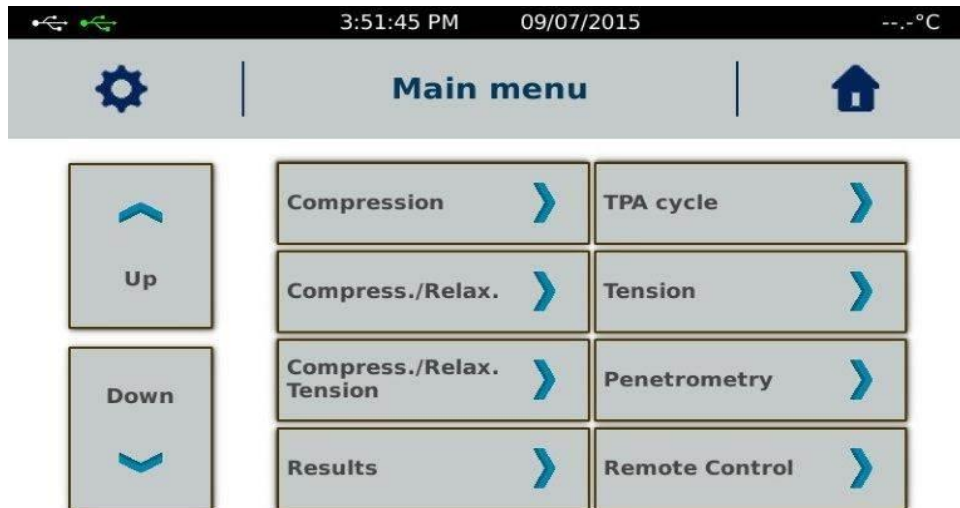 3:51:45 PM 09/07/2015 --.-°C
Main menu
Up
Down
Compression
TPA cycle
Compress./Relax.
Tension
Compress./Relax.
Tension
Penetrometry
Results
Remote Control